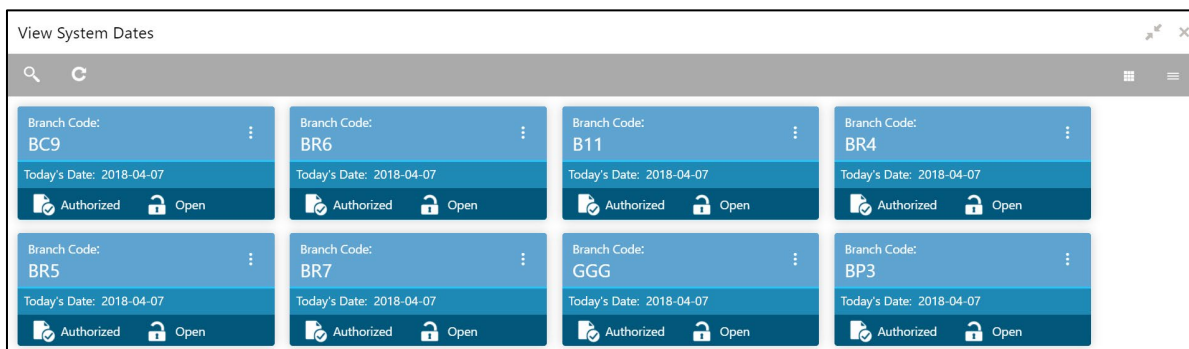 View System Dates
Branch Code:
BC9
Today's Date: 2018-04-07
Authorized Open
Branch Code:
BR6
Today's Date: 2018-04-07
Authorized Open
Branch Code:
B11
Today's Date: 2018-04-07
Authorized Open
Branch Code:
BR4
Today's Date: 2018-04-07
Authorized Open
Branch Code:
BR5
Today's Date: 2018-04-07
Authorized Open
Branch Code:
BR7
Today's Date: 2018-04-07
Authorized Open
Branch Code:
GGG
Today's Date: 2018-04-07
Authorized Open
Branch Code:
BP3
Today's Date: 2018-04-07
Authorized Open